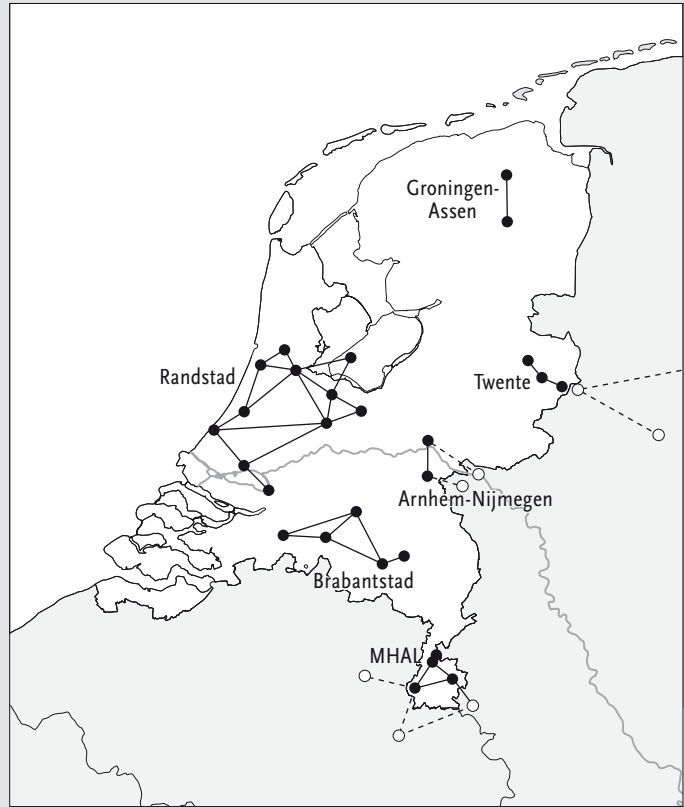 Groningen-
Assen
Randstad
Twente
Arnhem-Nijmegen
Brabantstad
MHAL